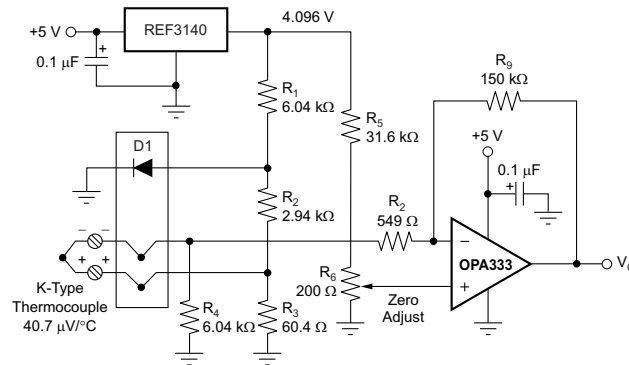 +5 V
REF3140
4.096 V
0.1 μF
+
R1
6.04 kΩ
R5
31.6 kΩ
R9
150 kΩ
+5 V
0.1 μF
+
D1
R2
2.94 kΩ
R2
549 Ω
− −
+ +
−
OPA333
+
K-Type
Thermocouple
40.7 μV/°C
R4
6.04 kΩ
R3
60.4 Ω
R6
200 Ω
Zero
Adjust